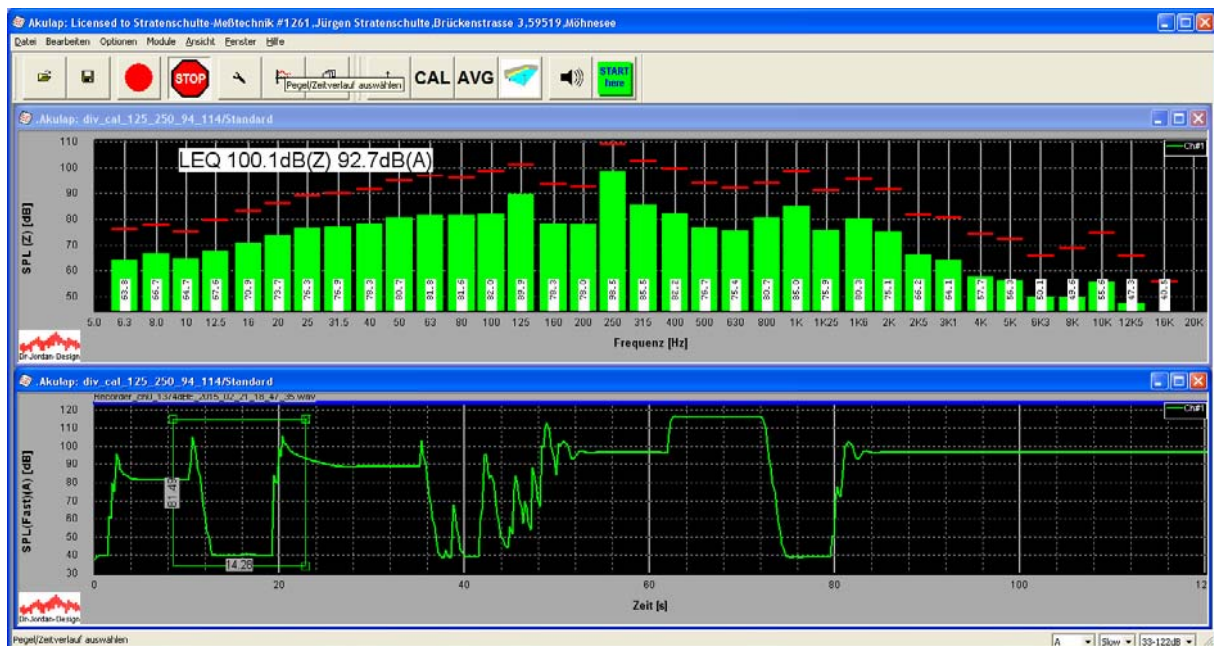 Akulap: Licensed to Stratenschulte-Meßtechnik #1261,Jürgen Stratenschulte,Brückenstrasse 3,59519,Möhnesee
Datei Bearbeiten Optionen Module Ansicht Fenster Hilfe
STOP CAL AVG START here
Pegel/Zeitverlauf auswählen
.Akulap: div_cal_125_250_94_114/Standard
LEQ 100.1dB(Z) 92.7dB(A)
Ch#1
SPL (Z) [dB]
110
100
90
80
70
60
50
63.8 66.7 64.7 67.6 70.9 73.7 76.3 76.9 78.3 80.7 81.8 81.6 82.0 89.9 78.3 78.0 98.5 85.5 82.2 76.7 75.4 80.7 85.0 75.9 80.3 75.1 66.2 64.1 57.7 56.3 50.1 49.6 55.6 47.3 40.5
5.0 6.3 8.0 10 12.5 16 20 25 31.5 40 50 63 80 100 125 160 200 250 315 400 500 630 800 1K 1K25 1K6 2K 2K5 3K1 4K 5K 6K3 8K 10K 12K5 16K 20K
Frequenz [Hz]
Dr-Jordan-Design
.Akulap: div_cal_125_250_94_114/Standard
Ch#1
SPL(Fast)(A) [dB]
120
110
100
90
80
70
60
50
40
30
81.49
14.28
0 20 40 60 80 100 12
Zeit [s]
Dr-Jordan-Design
Pegel/Zeitverlauf auswählen
A Slow 33-122dB